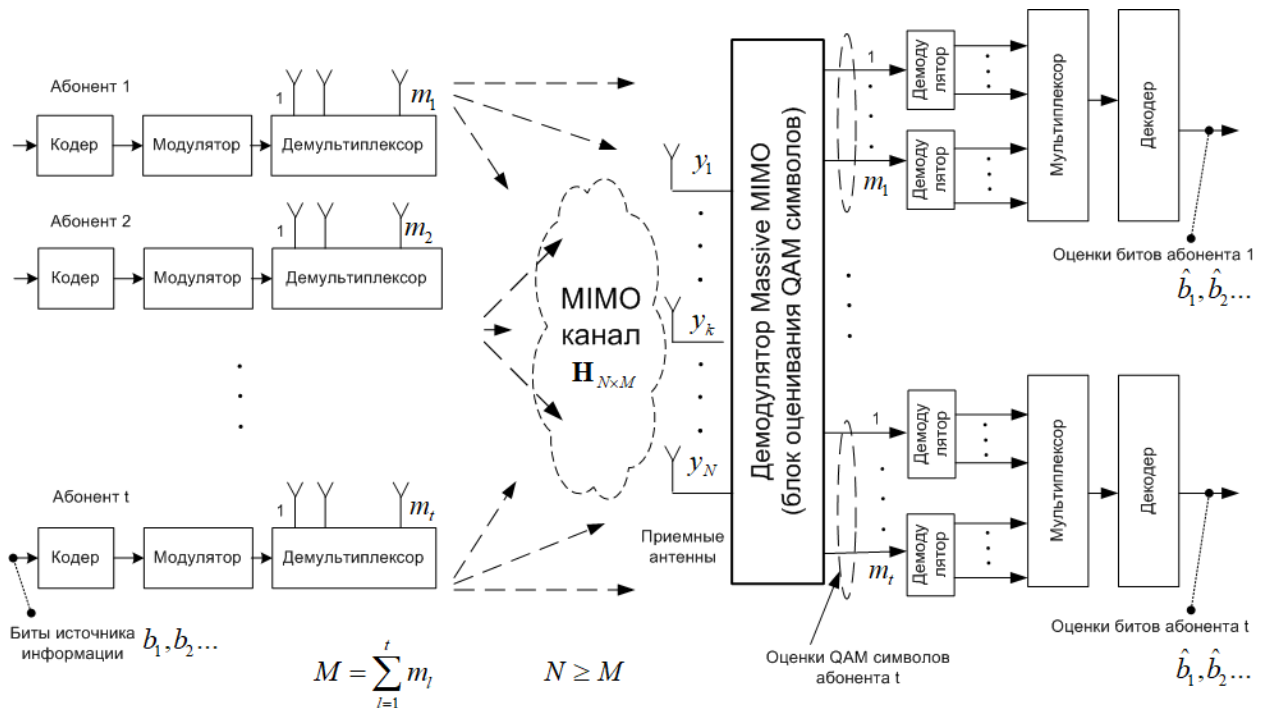 Абонент 1
1
m₁
Кодер
Модулятор
Демультиплексор
Абонент 2
1
m₂
Кодер
Модулятор
Демультиплексор
Абонент t
1
mₜ
Кодер
Модулятор
Демультиплексор
Биты источника
информации
b₁, b₂...
M = ∑ₗ₌₁ᵗ mₗ
N ≥ M
MIMO
канал
H N×M
y₁
yₖ
y_N
Приемные
антенны
Демодулятор Massive MIMO
(блок оценивания QAM символов)
1
m₁
Демоду
лятор
Демоду
лятор
Мультиплексор
Декодер
Оценки битов абонента 1
b̂₁, b̂₂...
1
mₜ
Демоду
лятор
Демоду
лятор
Мультиплексор
Декодер
Оценки QAM символов
абонента t
Оценки битов абонента t
b̂₁, b̂₂...